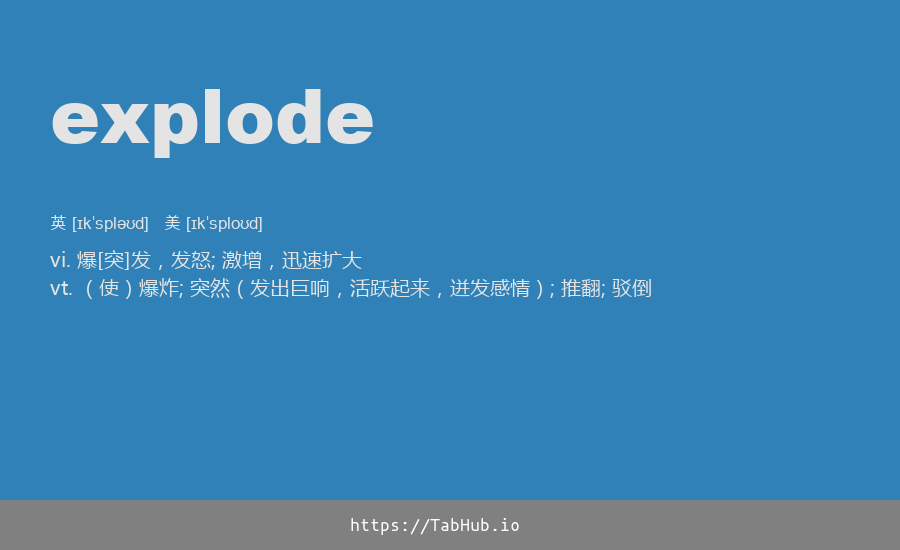 explode
英 [ɪkˈspləʊd] 美 [ɪkˈsploʊd]
vi. 爆[突]发，发怒; 激增，迅速扩大
vt. （使）爆炸; 突然（发出巨响，活跃起来，迸发感情）; 推翻; 驳倒
https://TabHub.io